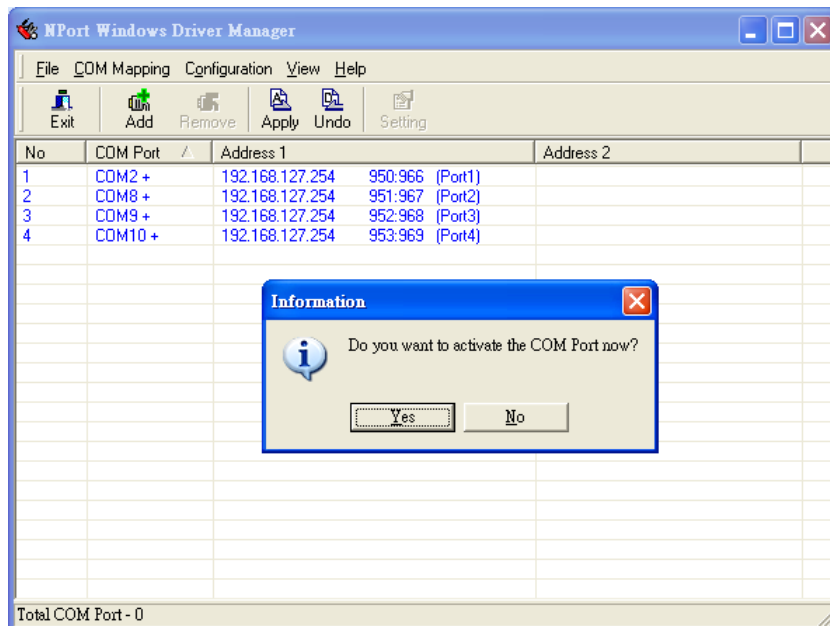 NPort Windows Driver Manager
File COM Mapping Configuration View Help
Exit Add Remove Apply Undo Setting
No COM Port Address 1 Address 2
1 COM2 + 192.168.127.254 950:966 (Port1)
2 COM8 + 192.168.127.254 951:967 (Port2)
3 COM9 + 192.168.127.254 952:968 (Port3)
4 COM10 + 192.168.127.254 953:969 (Port4)
Information
Do you want to activate the COM Port now?
Yes No
Total COM Port - 0